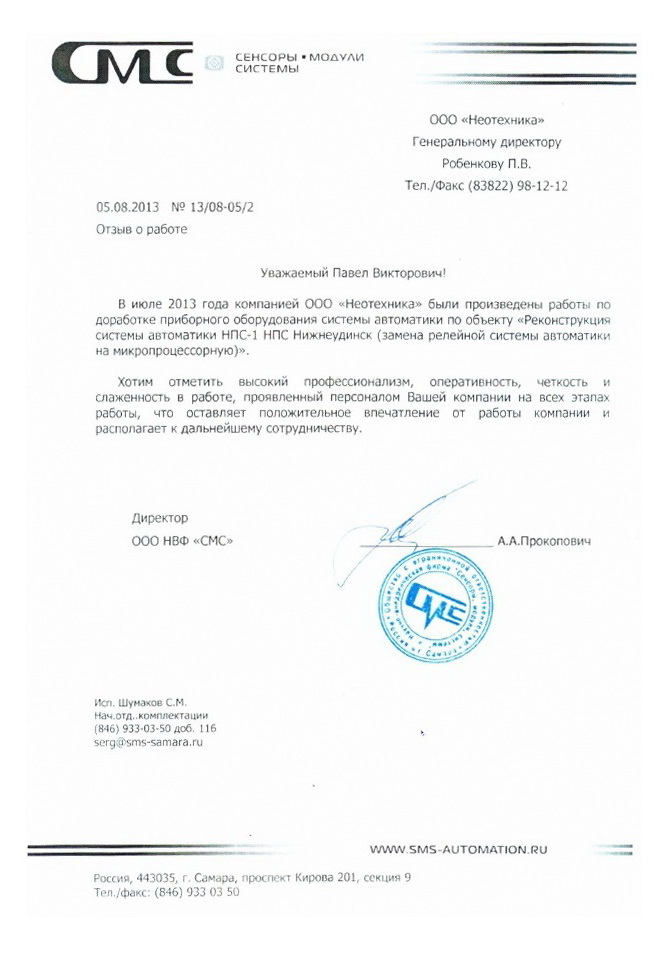 СМС
СЕНСОРЫ • МОДУЛИ
СИСТЕМЫ
ООО «Неотехника»
Генеральному директору
Робенкову П.В.
Тел./Факс (83822) 98-12-12
05.08.2013 № 13/08-05/2
Отзыв о работе
Уважаемый Павел Викторович!
В июле 2013 года компанией ООО «Неотехника» были произведены работы по
доработке приборного оборудования системы автоматики по объекту «Реконструкция
системы автоматики НПС-1 НПС Нижнеудинск (замена релейной системы автоматики
на микропроцессорную)».
Хотим отметить высокий профессионализм, оперативность, четкость и
слаженность в работе, проявленный персоналом Вашей компании на всех этапах
работы, что оставляет положительное впечатление от работы компании и
располагает к дальнейшему сотрудничеству.
Директор
ООО НВФ «СМС»
А.А.Прокопович
Общество с ограниченной ответственностью
фирма "Сенсоры, модули, системы"
СМС
Исп. Шумаков С.М.
Нач.отд..комплектации
(846) 933-03-50 доб. 116
serg@sms-samara.ru
WWW.SMS-AUTOMATION.RU
Россия, 443035, г. Самара, проспект Кирова 201, секция 9
Тел./факс: (846) 933 03 50